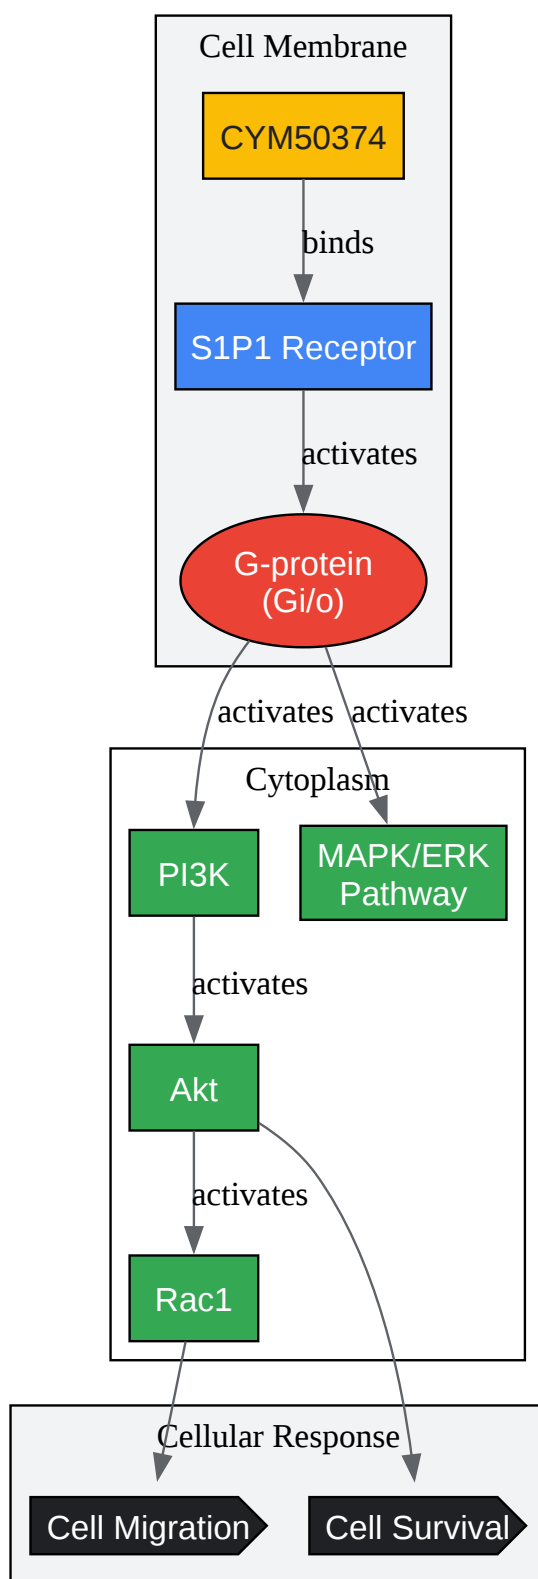 Cell Membrane
CYM50374
binds
S1P1 Receptor
activates
G-protein
(Gi/o)
activates
activates
Cytoplasm
PI3K
MAPK/ERK
Pathway
activates
Akt
activates
Rac1
Cellular Response
Cell Migration
Cell Survival